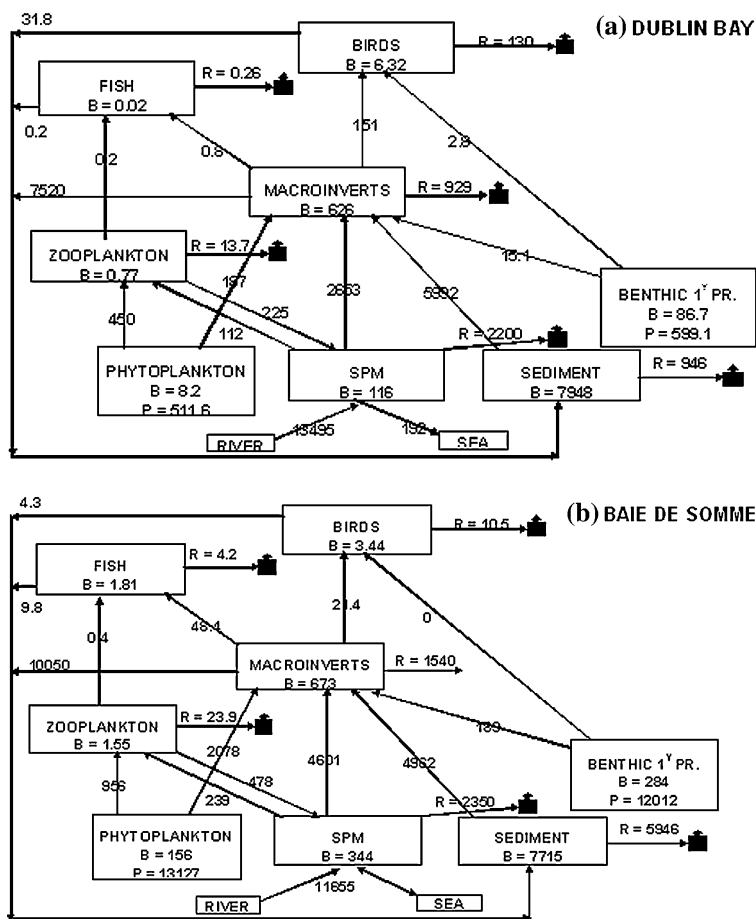 (a) DUBLIN BAY
31.8
BIRDS
B = 6.32
R = 130
FISH
B = 0.02
R = 0.26
0.2
0.2
0.8
151
2.8
7520
MACROINVERTS
B = 626
R = 929
ZOOPLANKTON
B = 0.77
R = 13.7
197
225
2663
5992
15.1
BENTHIC 1Y PR.
B = 86.7
P = 599.1
450
112
R = 2200
PHYTOPLANKTON
B = 8.2
P = 511.6
SPM
B = 116
SEDIMENT
B = 7948
R = 946
RIVER
13495
192
SEA
(b) BAIE DE SOMME
4.3
BIRDS
B = 3.44
R = 10.5
FISH
B = 1.81
R = 4.2
9.8
0.4
48.4
21.4
0
10050
MACROINVERTS
B = 673
R = 1540
ZOOPLANKTON
B = 1.55
R = 23.9
2078
478
4601
4962
189
BENTHIC 1Y PR.
B = 284
P = 12012
956
239
R = 2350
PHYTOPLANKTON
B = 156
P = 13127
SPM
B = 344
SEDIMENT
B = 7715
R = 5946
RIVER
11655
SEA